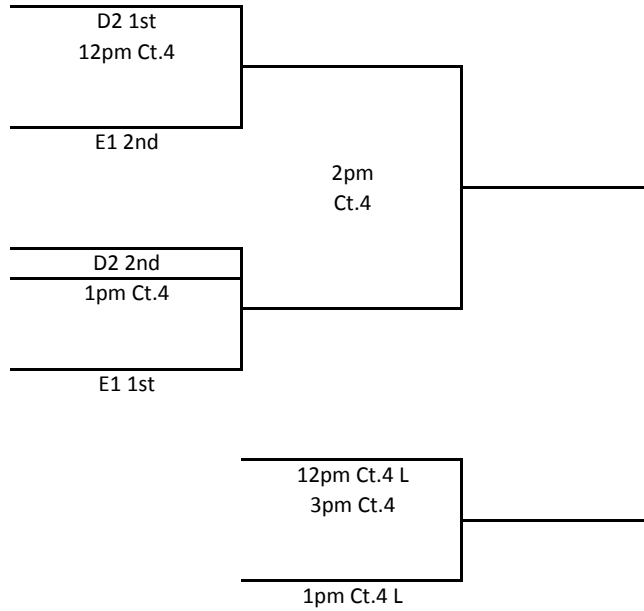 D2 1st
12pm Ct.4
E1 2nd
2pm
Ct.4
D2 2nd
1pm Ct.4
E1 1st
12pm Ct.4 L
3pm Ct.4
1pm Ct.4 L